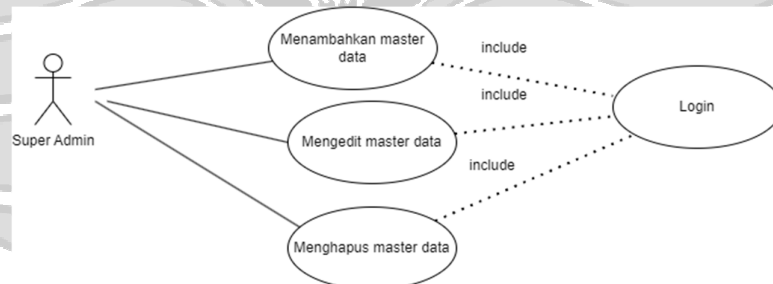 Menambahkan master
data
include
include
Mengedit master data
Login
Super Admin
include
Menghapus master data